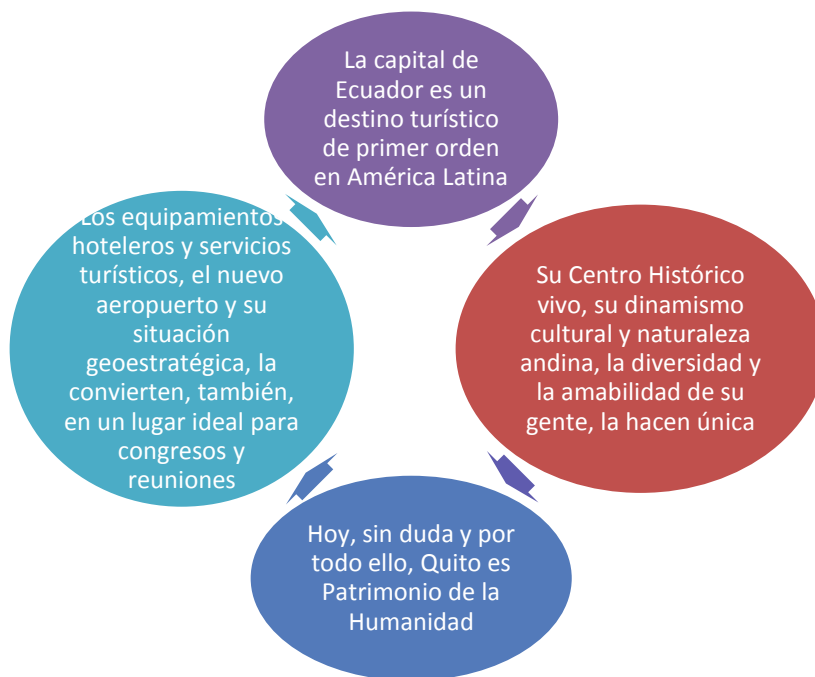 La capital de
Ecuador es un
destino turístico
de primer orden
en América Latina
Su Centro Histórico
vivo, su dinamismo
cultural y naturaleza
andina, la diversidad y
la amabilidad de su
gente, la hacen única
Hoy, sin duda y por
todo ello, Quito es
Patrimonio de la
Humanidad
Los equipamientos
hoteleros y servicios
turísticos, el nuevo
aeropuerto y su
situación
geoestratégica, la
convierten, también,
en un lugar ideal para
congresos y
reuniones